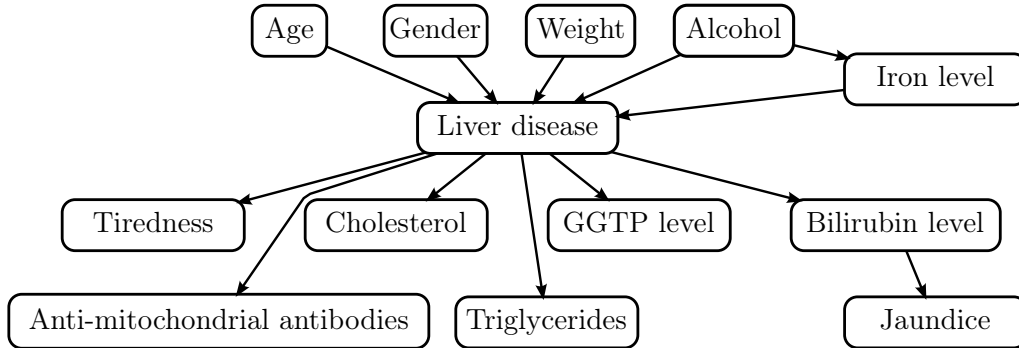 Age
Gender
Weight
Alcohol
Iron level
Liver disease
Tiredness
Cholesterol
GGTP level
Bilirubin level
Anti-mitochondrial antibodies
Triglycerides
Jaundice